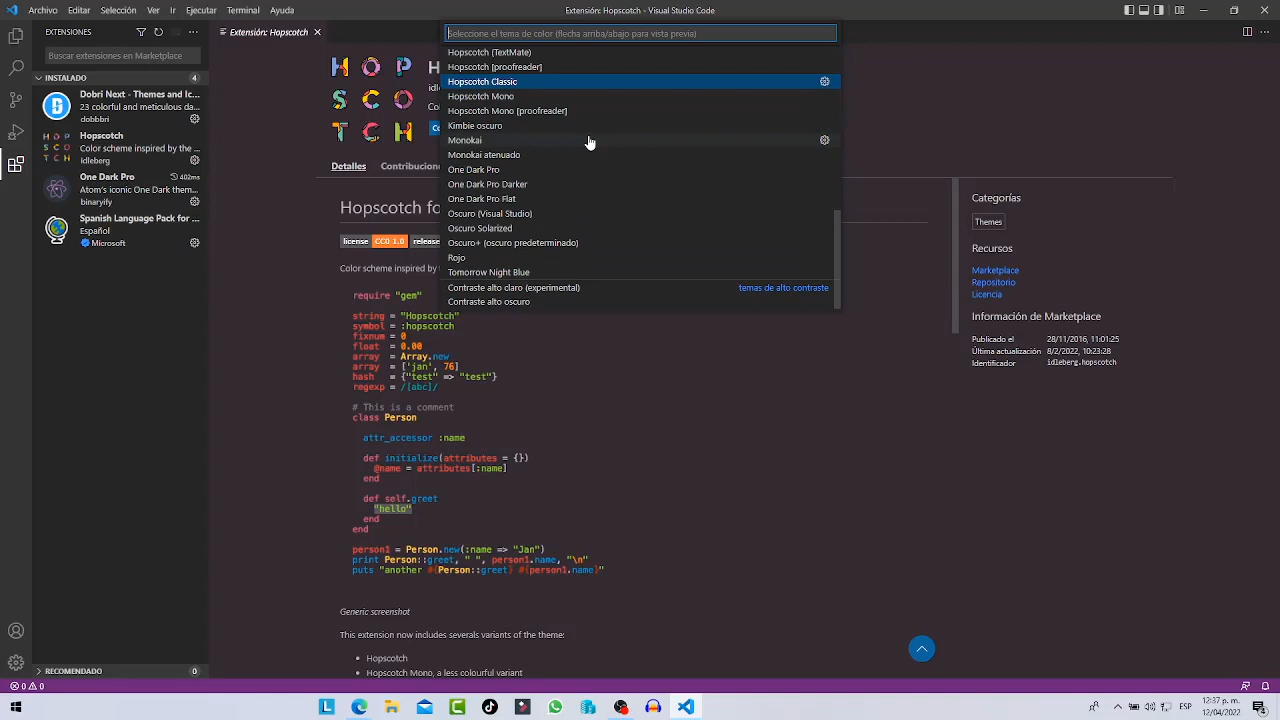 Archivo Editar Selección Ver Ir Ejecutar Terminal Ayuda
Extensión: Hopscotch - Visual Studio Code
EXTENSIONES
Buscar extensiones en Marketplace
INSTALADO 4
Dobri Next - Themes and Ic...
23 colorful and meticulous da...
dobbbri
Hopscotch
Color scheme inspired by the ...
idleberg
One Dark Pro 402ms
Atom's iconic One Dark them...
binaryify
Spanish Language Pack for ...
Español
Microsoft
RECOMENDADO 0
Extensión: Hopscotch
HOP
SCO
TCH
H
Detalles Contribucion
Hopscotch fo
license CC0 1.0 release
Color scheme inspired by t
Seleccione el tema de color (flecha arriba/abajo para vista previa)
Hopscotch (TextMate)
Hopscotch [proofreader]
Hopscotch Classic
Hopscotch Mono
Hopscotch Mono [proofreader]
Kimbie oscuro
Monokai
Monokai atenuado
One Dark Pro
One Dark Pro Darker
One Dark Pro Flat
Oscuro (Visual Studio)
Oscuro Solarized
Oscuro+ (oscuro predeterminado)
Rojo
Tomorrow Night Blue
Contraste alto claro (experimental) temas de alto contraste
Contraste alto oscuro
require "gem"
string = "Hopscotch"
symbol = :hopscotch
fixnum = 0
float = 0.00
array = Array.new
array = ['jan', 76]
hash = {"test" => "test"}
regexp = /[abc]/
# This is a comment
class Person
attr_accessor :name
def initialize(attributes = {})
@name = attributes[:name]
end
def self.greet
"hello"
end
end
person1 = Person.new(:name => "Jan")
print Person::greet, " ", person1.name, "\n"
puts "another #{Person::greet} #{person1.name}"
Generic screenshot
This extension now includes severals variants of the theme:
Hopscotch
Hopscotch Mono, a less colourful variant
Categorías
Themes
Recursos
Marketplace
Repositorio
Licencia
Información de Marketplace
Publicado el 28/11/2016, 11:01:25
Última actualización 8/2/2022, 10:23:28
Identificador idleberg.hopscotch
0 0
ESP
12:37 p. m.
12/04/2022